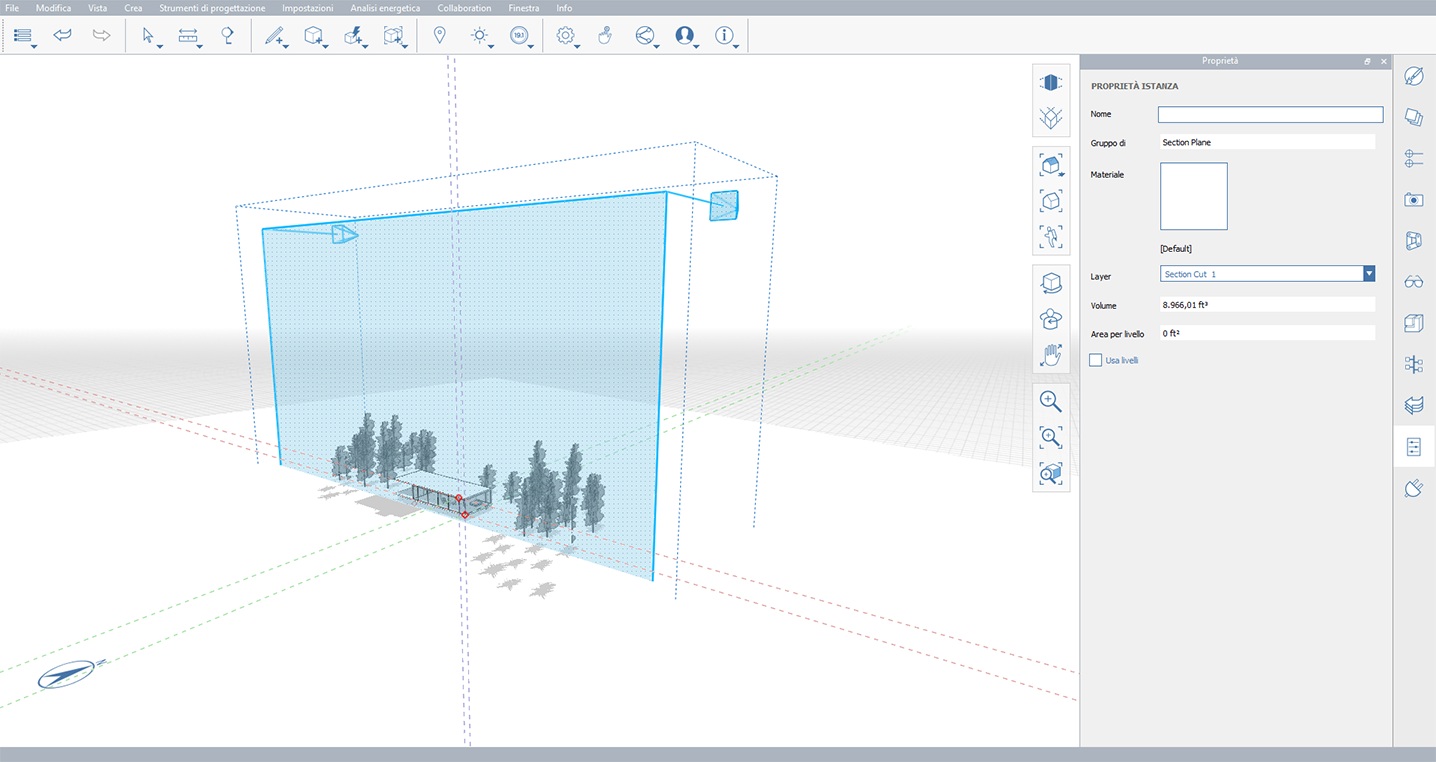 File Modifica Vista Crea Strumenti di progettazione Impostazioni Analisi energetica Collaboration Finestra Info
19:1
Proprietà
PROPRIETÀ ISTANZA
Nome
Gruppo di Section Plane
Materiale
[Default]
Layer Section Cut 1
Volume 8.966,01 ft³
Area per livello 0 ft²
Usa livelli
N